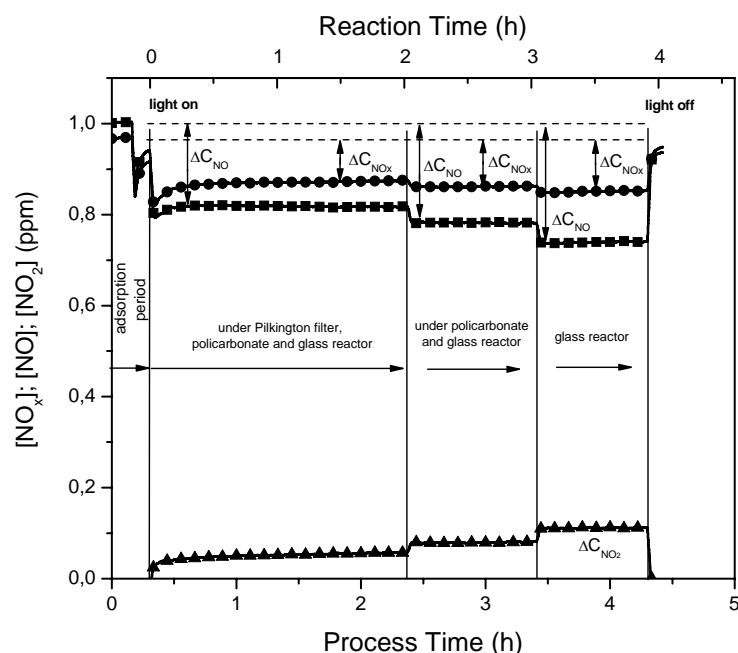 Reaction Time (h)
0 1 2 3 4
light on
light off
1,0
0,8
0,6
0,4
0,2
0,0
[NOₓ]; [NO]; [NO₂] (ppm)
ΔC_NO
ΔC_NOx
ΔC_NO
ΔC_NOx
ΔC_NO
ΔC_NOx
adsorption
period
under Pilkington filter,
policarbonate and glass reactor
under policarbonate
and glass reactor
glass reactor
ΔC_NO₂
0 1 2 3 4 5
Process Time (h)